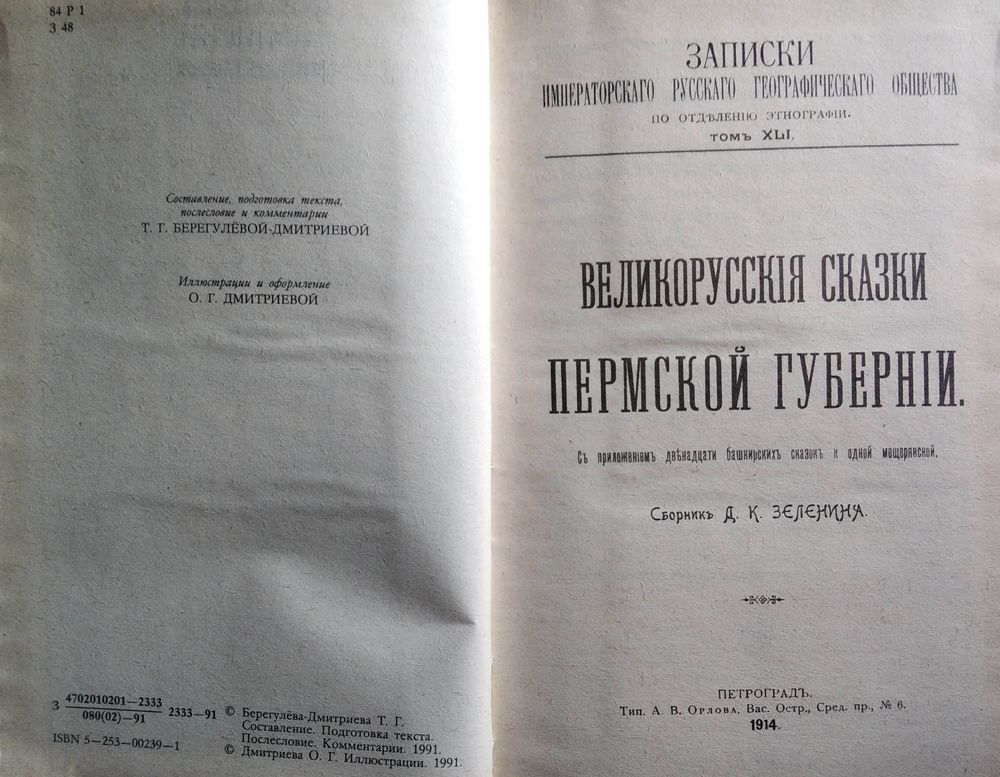 84 Р 1
З 48
Составление, подготовка текста,
послесловие и комментарии
Т. Г. БЕРЕГУЛЁВОЙ-ДМИТРИЕВОЙ
Иллюстрации и оформление
О. Г. ДМИТРИЕВОЙ
З 4702010201—2333
080(02)—91
2333—91
ISBN 5—253—00239—1
© Берегулёва-Дмитриева Т. Г.
Составление. Подготовка текста.
Послесловие. Комментарии. 1991.
© Дмитриева О. Г. Иллюстрации. 1991.
ЗАПИСКИ
ИМПЕРАТОРСКАГО РУССКАГО ГЕОГРАФИЧЕСКАГО ОБЩЕСТВА
ПО ОТДѢЛЕНІЮ ЭТНОГРАФІИ.
ТОМЪ XLI.
ВЕЛИКОРУССКІЯ СКАЗКИ
ПЕРМСКОЙ ГУБЕРНІИ.
Съ приложеніемъ двѣнадцати башкирскихъ сказокъ и одной мещерякской.
Сборникъ Д. К. ЗЕЛЕНИНА.
ПЕТРОГРАДЪ.
Тип. А. В. Орлова, Вас. Остр., Сред. пр., № 6.
1914.